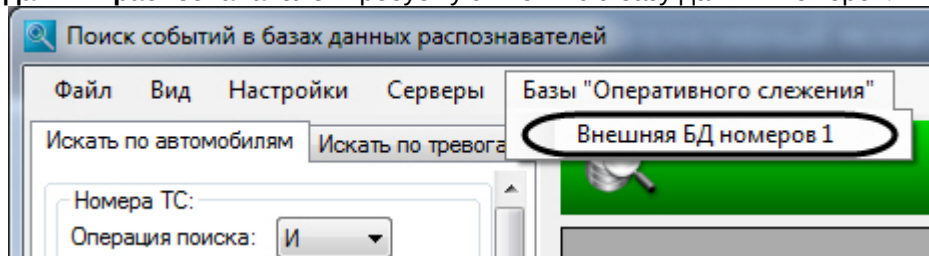 Поиск событий в базах данных распознавателей
Файл Вид Настройки Серверы Базы "Оперативного слежения"
Искать по автомобилям Искать по тревога
Внешняя БД номеров 1
Номера ТС:
Операция поиска: И